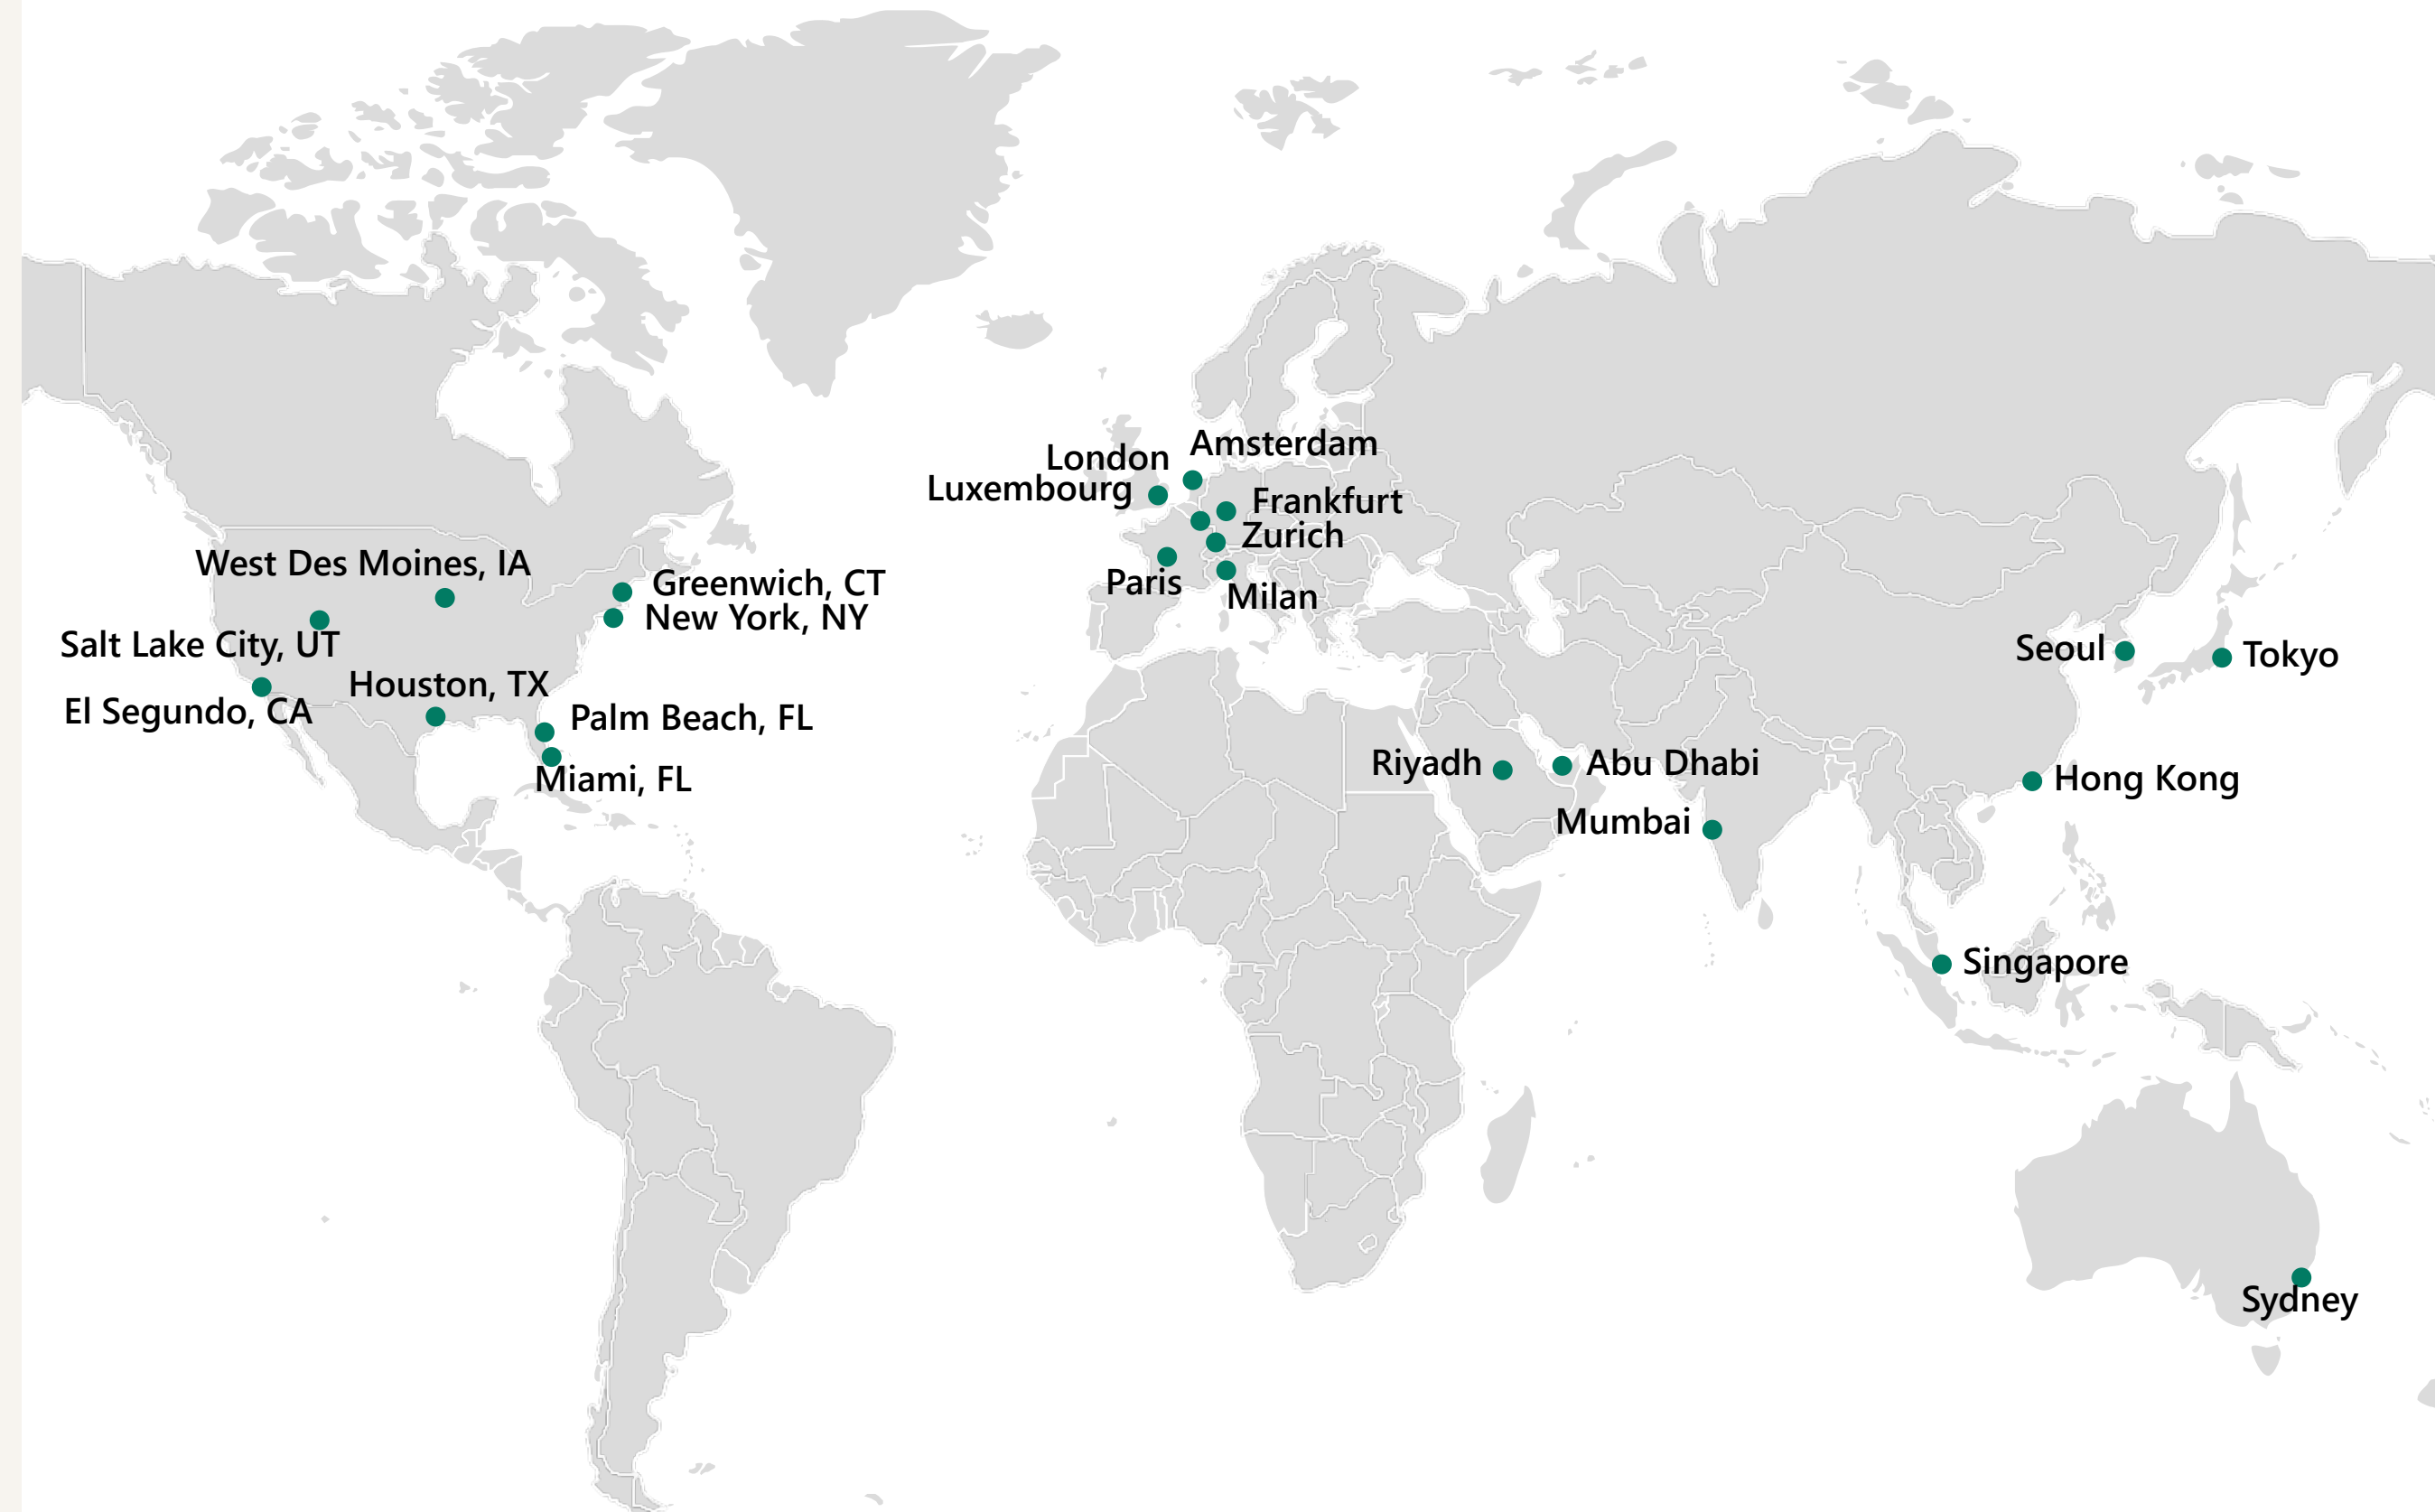 Amsterdam
London
Luxembourg
Frankfurt
Zurich
West Des Moines, IA
Greenwich, CT
Paris
Milan
New York, NY
Salt Lake City, UT
Seoul
Tokyo
Houston, TX
El Segundo, CA
Palm Beach, FL
Riyadh
Abu Dhabi
Miami, FL
Hong Kong
Mumbai
Singapore
Sydney